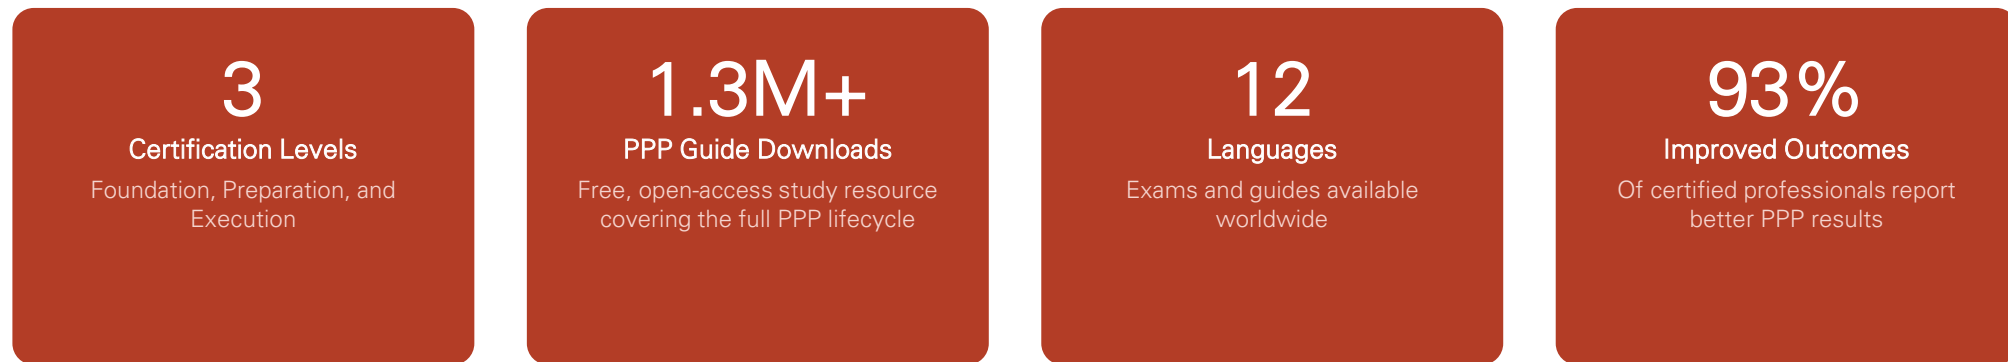 3
Certification Levels
Foundation, Preparation, and
Execution
1.3M+
PPP Guide Downloads
Free, open-access study resource
covering the full PPP lifecycle
12
Languages
Exams and guides available
worldwide
93%
Improved Outcomes
Of certified professionals report
better PPP results